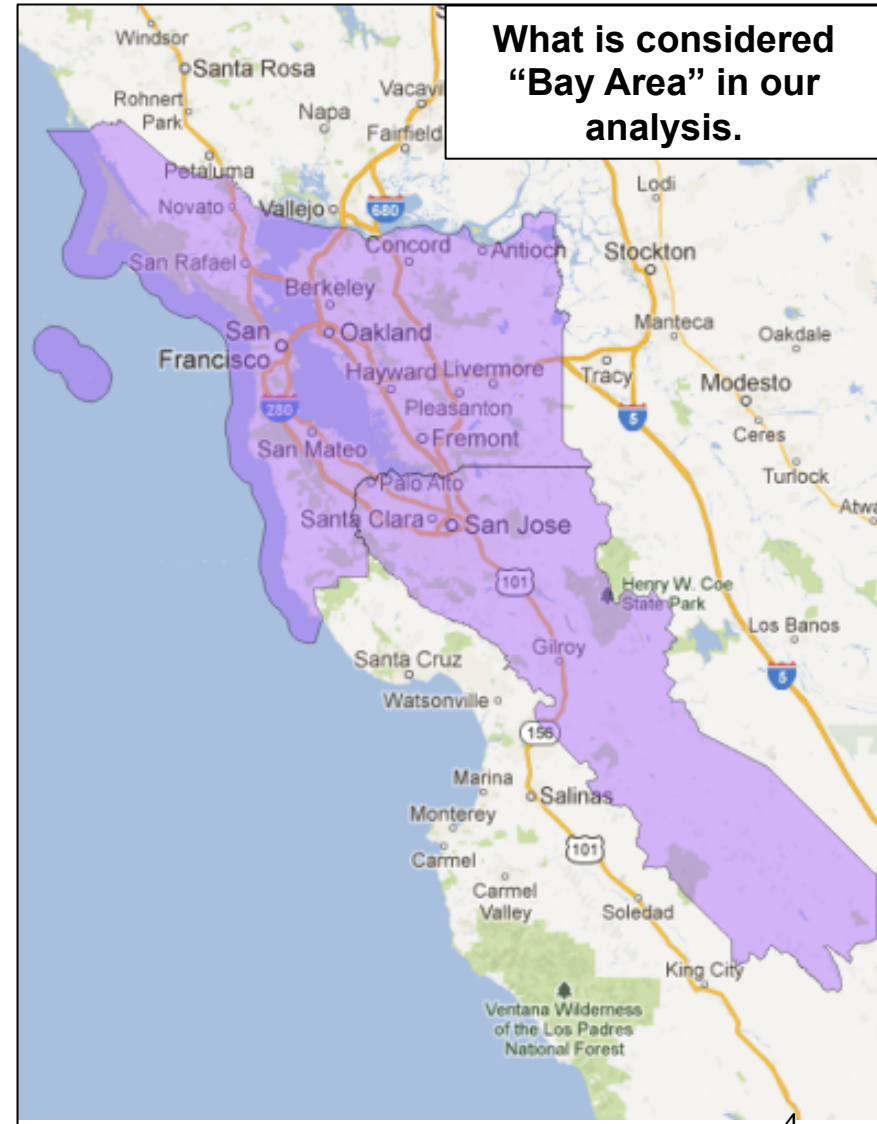 What is considered
“Bay Area” in our
analysis.
Windsor
Santa Rosa
Rohnert
Park
Napa
Vacavi
Fairfield
Petaluma
Novato
Vallejo
680
Lodi
Concord
Antioch
Stockton
San Rafael
Berkeley
Manteca
Oakdale
San
Francisco
Oakland
Hayward
Livermore
Tracy
Modesto
280
Pleasanton
5
Ceres
San Mateo
Fremont
Turlock
Palo Alto
Atwa
Santa Clara
San Jose
101
Henry W. Coe
State Park
Los Banos
Gilroy
Santa Cruz
5
Watsonville
156
Marina
Salinas
Monterey
101
Carmel
Carmel
Valley
Soledad
King City
Ventana Wilderness
of the Los Padres
National Forest
4